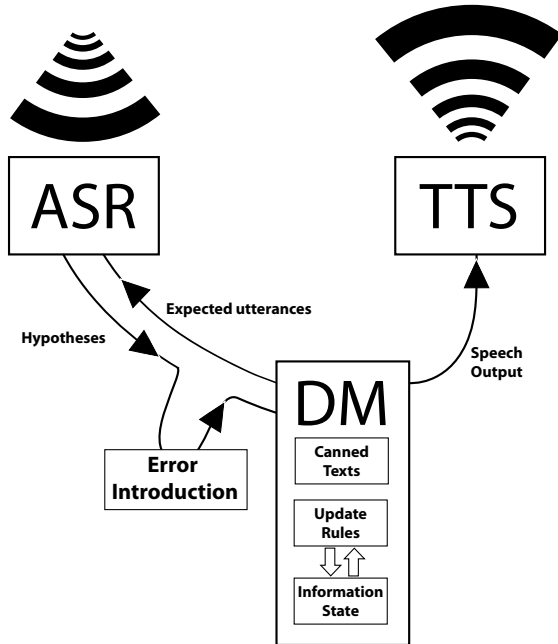 ASR
TTS
Expected utterances
Hypotheses
Speech
Output
DM
Canned
Texts
Error
Introduction
Update
Rules
Information
State